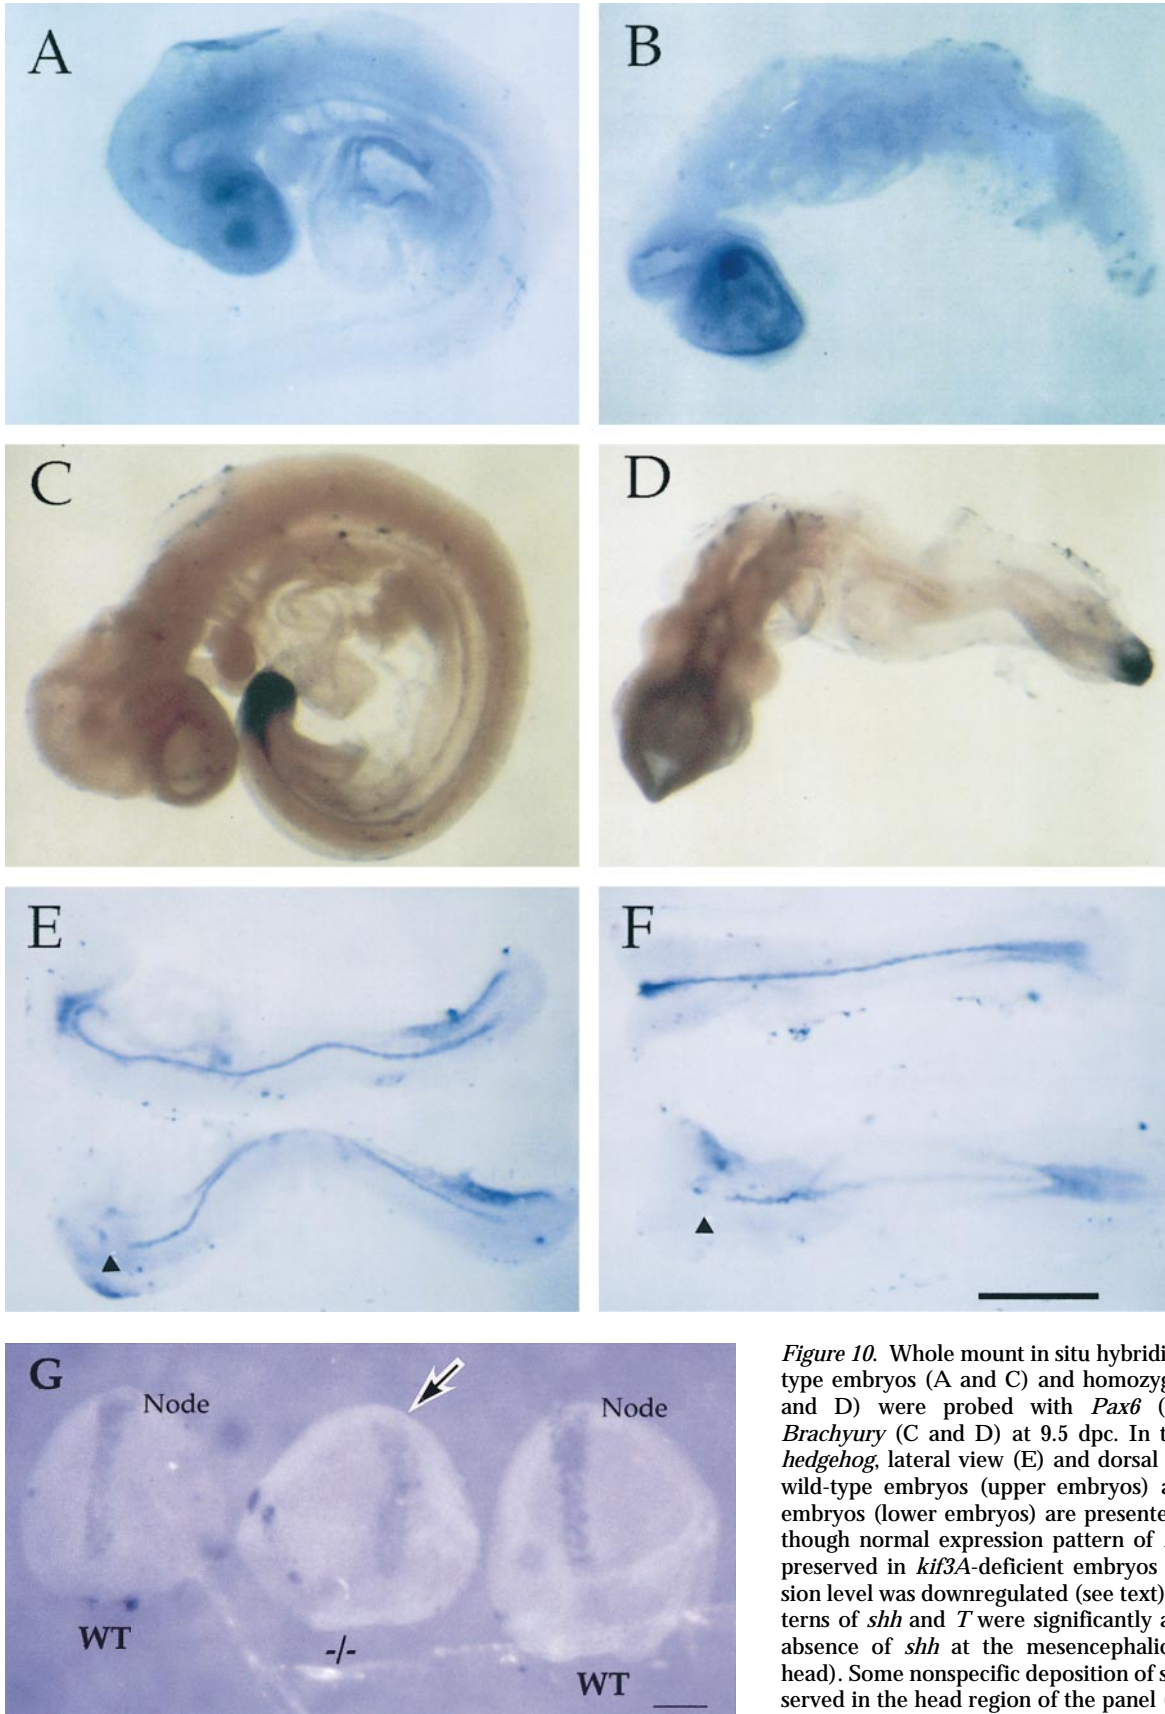 A
B
C
D
E
F
G
Node
Node
WT
-/-
WT
Figure 10. Whole mount in situ hybridi
type embryos (A and C) and homozyg
and D) were probed with Pax6 (
Brachyury (C and D) at 9.5 dpc. In t
hedgehog, lateral view (E) and dorsal
wild-type embryos (upper embryos) a
embryos (lower embryos) are presente
though normal expression pattern of
preserved in kif3A-deficient embryos
sion level was downregulated (see text)
terns of shh and T were significantly a
absence of shh at the mesencephalic
head). Some nonspecific deposition of s
served in the head region of the panel